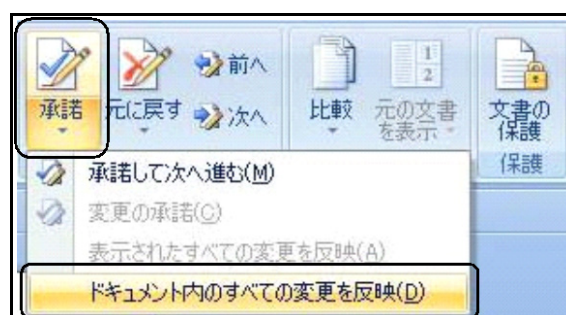 承諾
元に戻す
前へ
次へ
比較
1
2
元の文書
を表示
文書の
保護
保護
承諾して次へ進む(M)
変更の承諾(C)
表示されたすべての変更を反映(A)
ドキュメント内のすべての変更を反映(D)